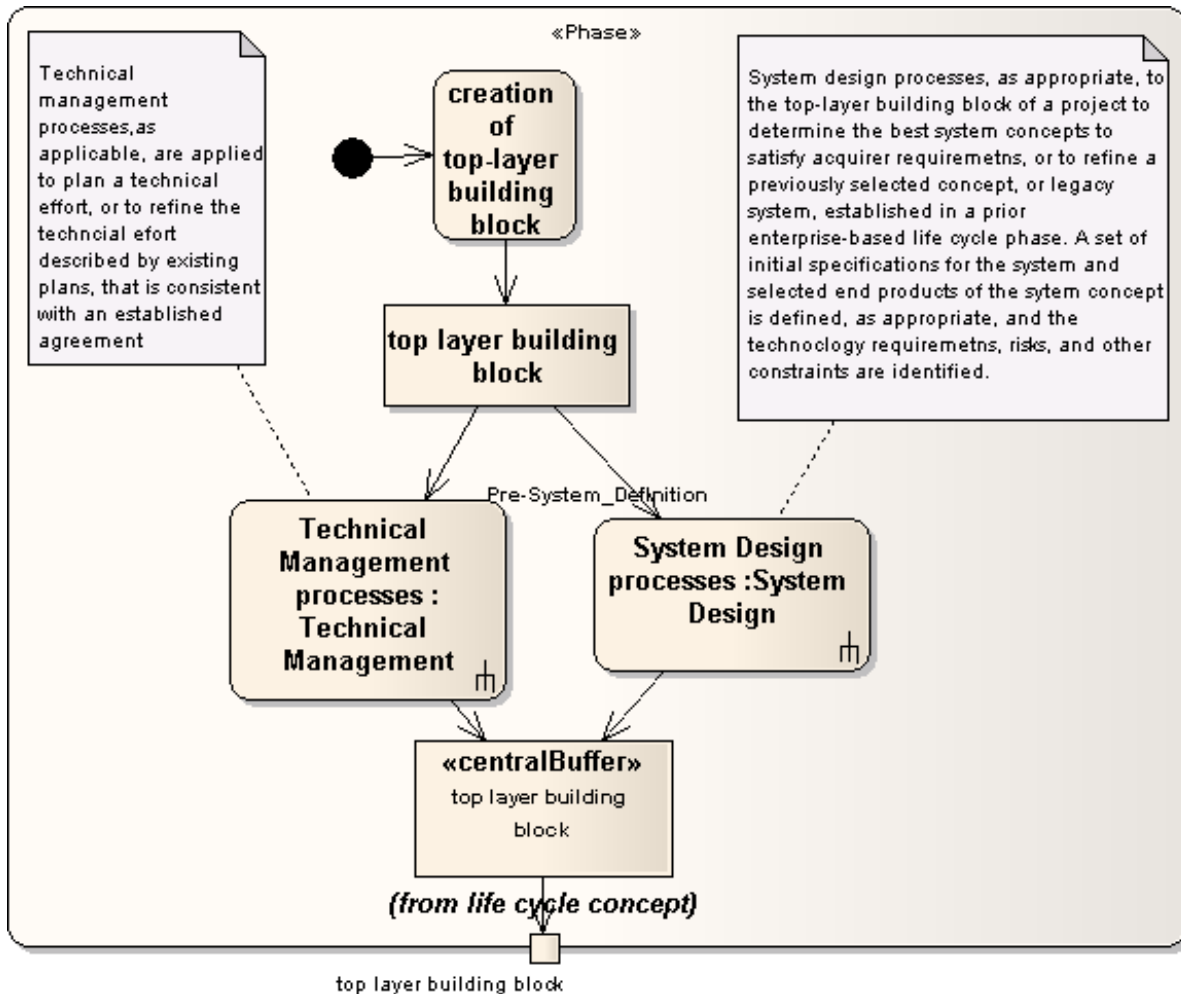 «Phase»
Technical
management
processes,as
applicable, are applied
to plan a technical
effort, or to refine the
techncial efort
described by existing
plans, that is consistent
with an established
agreement
creation
of
top-layer
building
block
System design processes, as appropriate, to
the top-layer building block of a project to
determine the best system concepts to
satisfy acquirer requiremetns, or to refine a
previously selected concept, or legacy
system, established in a prior
enterprise-based life cycle phase. A set of
initial specifications for the system and
selected end products of the sytem concept
is defined, as appropriate, and the
technoclogy requiremetns, risks, and other
constraints are identified.
top layer building
block
Pre-System_Definition
Technical
Management
processes :
Technical
Management
System Design
processes :System
Design
«centralBuffer»
top layer building
block
(from life cycle concept)
top layer building block